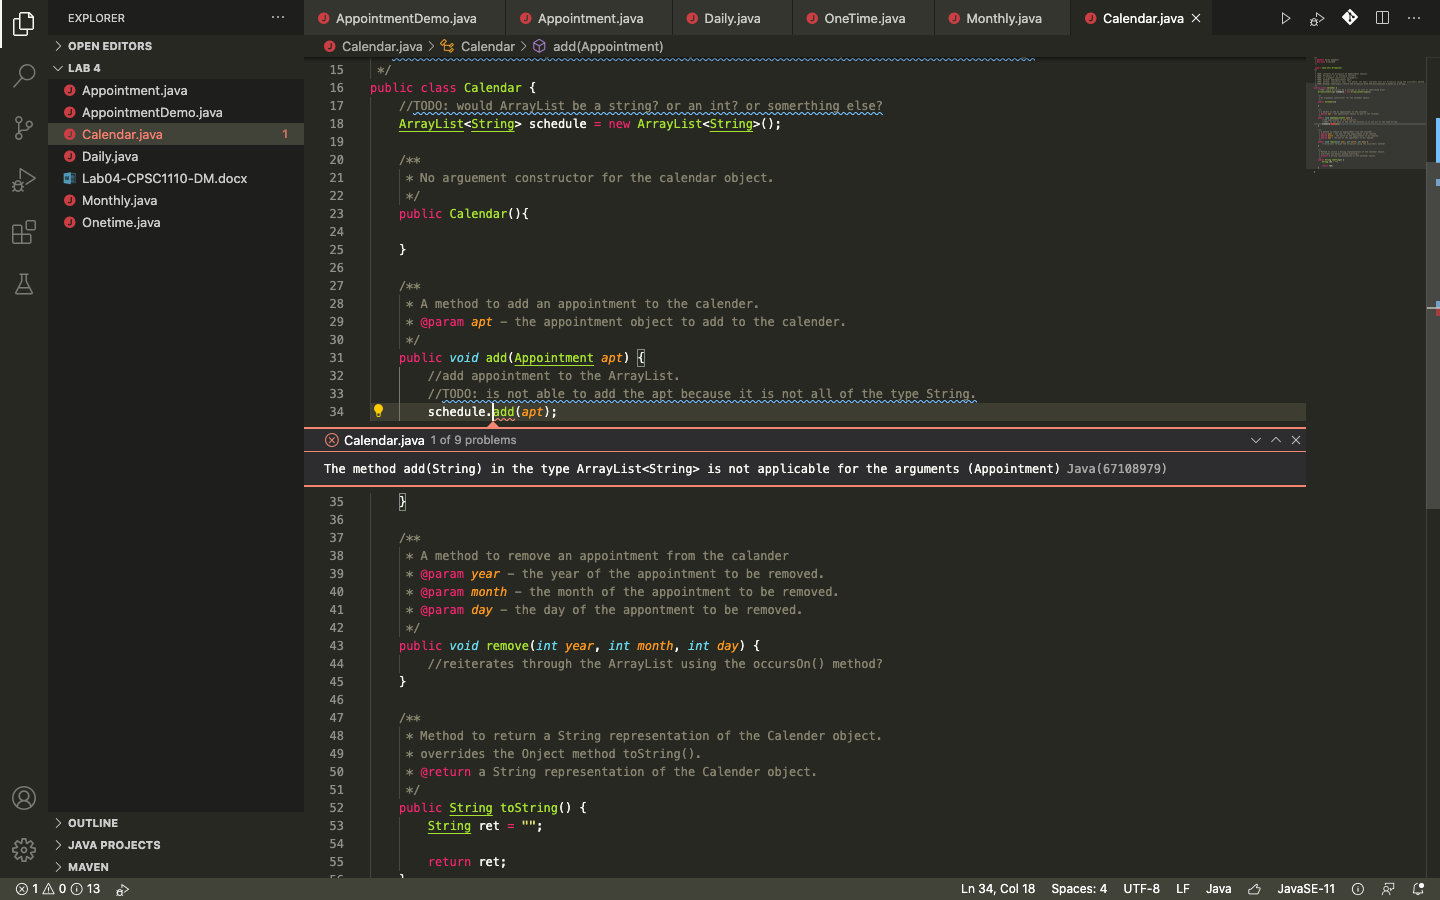 EXPLORER
OPEN EDITORS
LAB 4
Appointment.java
AppointmentDemo.java
Calendar.java 1
Daily.java
Lab04-CPSC1110-DM.docx
Monthly.java
Onetime.java
OUTLINE
JAVA PROJECTS
MAVEN
AppointmentDemo.java Appointment.java Daily.java OneTime.java Monthly.java Calendar.java
Calendar.java > Calendar > add(Appointment)
15 */
16 public class Calendar {
17 //TODO: would ArrayList be a string? or an int? or somerthing else?
18 ArrayList<String> schedule = new ArrayList<String>();
19
20 /**
21 * No arguement constructor for the calendar object.
22 */
23 public Calendar(){
24
25 }
26
27 /**
28 * A method to add an appointment to the calender.
29 * @param apt – the appointment object to add to the calender.
30 */
31 public void add(Appointment apt) {
32 //add appointment to the ArrayList.
33 //TODO: is not able to add the apt because it is not all of the type String.
34 schedule.add(apt);
Calendar.java 1 of 9 problems
The method add(String) in the type ArrayList<String> is not applicable for the arguments (Appointment) Java(67108979)
35 }
36
37 /**
38 * A method to remove an appointment from the calander
39 * @param year – the year of the appointment to be removed.
40 * @param month – the month of the appointment to be removed.
41 * @param day – the day of the appontment to be removed.
42 */
43 public void remove(int year, int month, int day) {
44 //reiterates through the ArrayList using the occursOn() method?
45 }
46
47 /**
48 * Method to return a String representation of the Calender object.
49 * overrides the Onject method toString().
50 * @return a String representation of the Calender object.
51 */
52 public String toString() {
53 String ret = "";
54
55 return ret;
1 0 13 Ln 34, Col 18 Spaces: 4 UTF-8 LF Java JavaSE-11